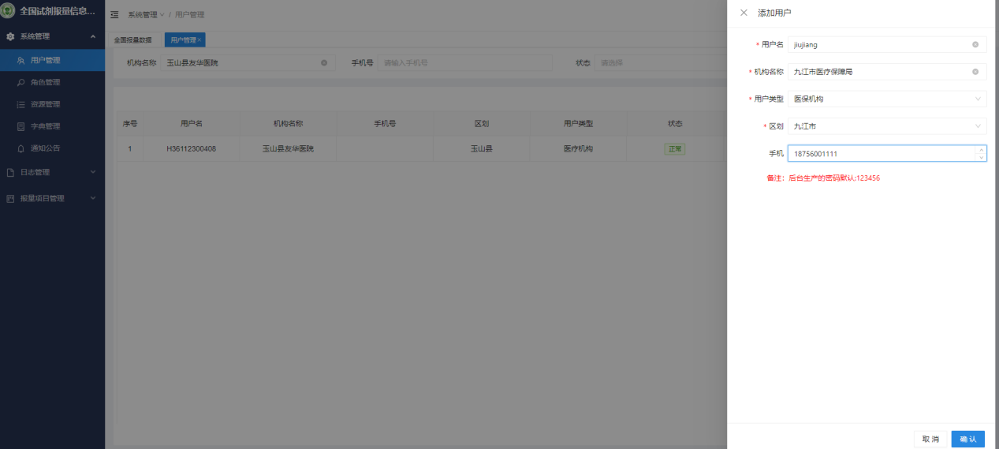 全国试剂报量信息...
系统管理
用户管理
角色管理
资源管理
字典管理
通知公告
日志管理
报量项目管理
系统管理 / 用户管理
全国报量数据 用户管理×
机构名称 玉山县友华医院 手机号 请输入手机号 状态 请选择
序号 用户名 机构名称 手机号 区划 用户类型 状态
1 H36112300408 玉山县友华医院 玉山县 医疗机构 正常
× 添加用户
* 用户名 jiujiang
* 机构名称 九江市医疗保障局
* 用户类型 医保机构
* 区划 九江市
手机 18756001111
备注：后台生产的密码默认:123456
取 消 确 认